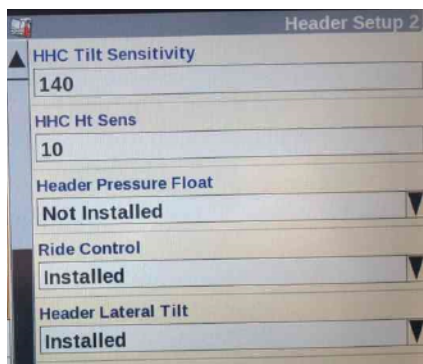 Header Setup 2
HHC Tilt Sensitivity
140
HHC Ht Sens
10
Header Pressure Float
Not Installed
Ride Control
Installed
Header Lateral Tilt
Installed